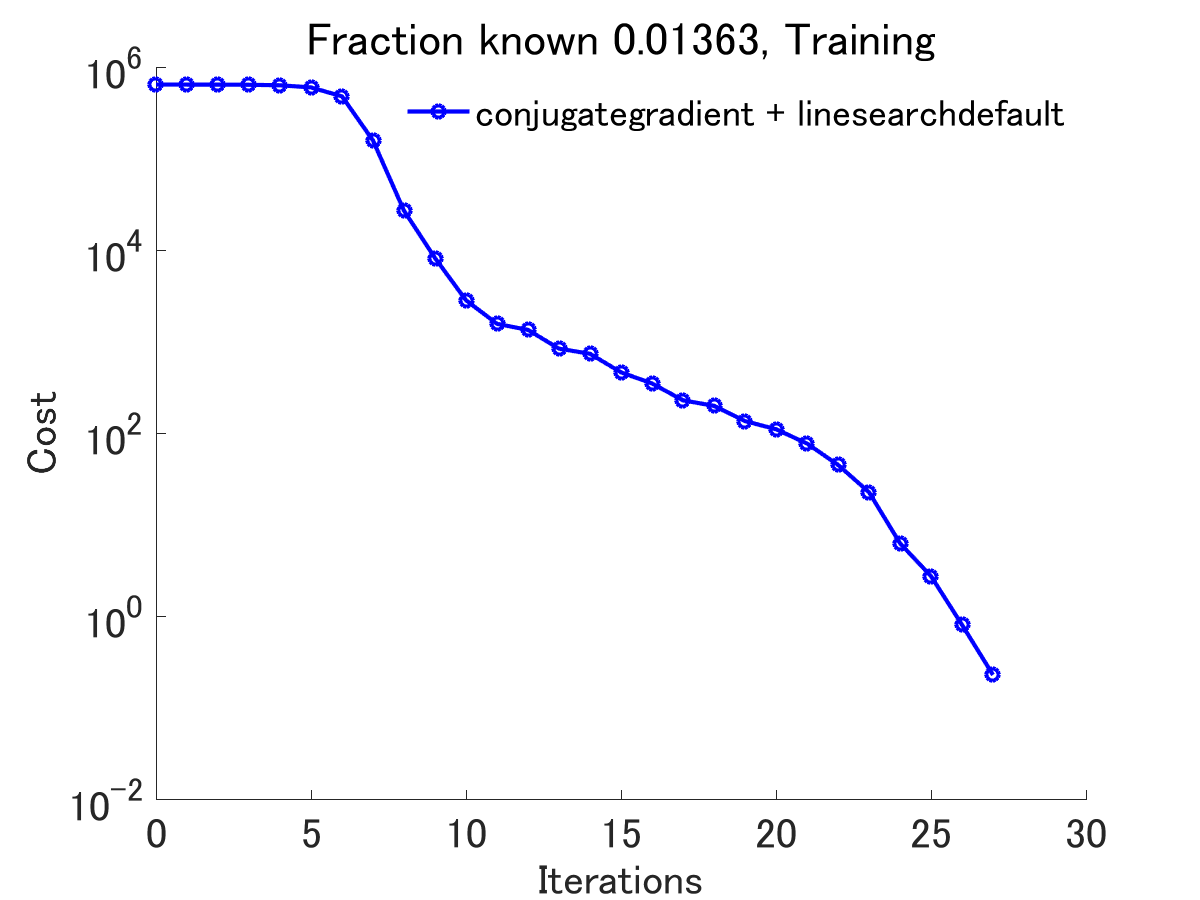 Fraction known 0.01363, Training
conjugategradient + linesearchdefault
10^6
10^4
10^2
10^0
10^-2
Cost
0 5 10 15 20 25 30
Iterations